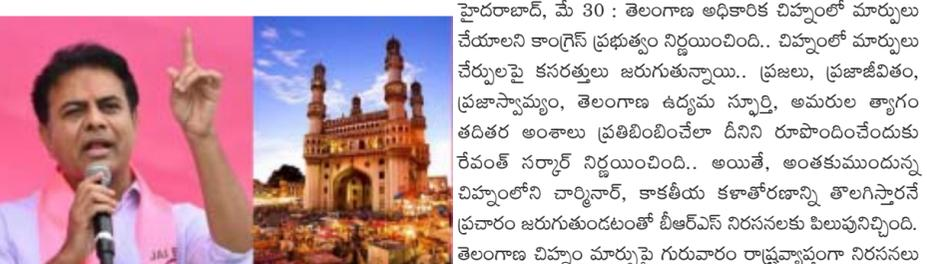 హైదరాబాద్, మే 30 : తెలంగాణ అధికారిక చిహ్నంలో మార్పులు
చేయాలని కాంగ్రెస్ ప్రభుత్వం నిర్ణయించింది.. చిహ్నంలో మార్పులు
చేర్పులపై కసరత్తులు జరుగుతున్నాయి.. ప్రజలు, ప్రజాజీవితం,
ప్రజాస్వామ్యం, తెలంగాణ ఉద్యమ స్ఫూర్తి, అమరుల త్యాగం
తదితర అంశాలు ప్రతిబింబించేలా దీనిని రూపొందించేందుకు
రేవంత్ సర్కార్ నిర్ణయించింది.. అయితే, అంతకుముందున్న
చిహ్నంలోని చార్మినార్, కాకతీయ కళాతోరణాన్ని తొలగిస్తారనే
ప్రచారం జరుగుతుండటంతో బీఆర్ఎస్ నిరసనలకు పిలుపునిచ్చింది.
తెలంగాణ చిహ్నం మార్పుపై గురువారం రాష్ట్రవ్యాప్తంగా నిరసనలు
JAI